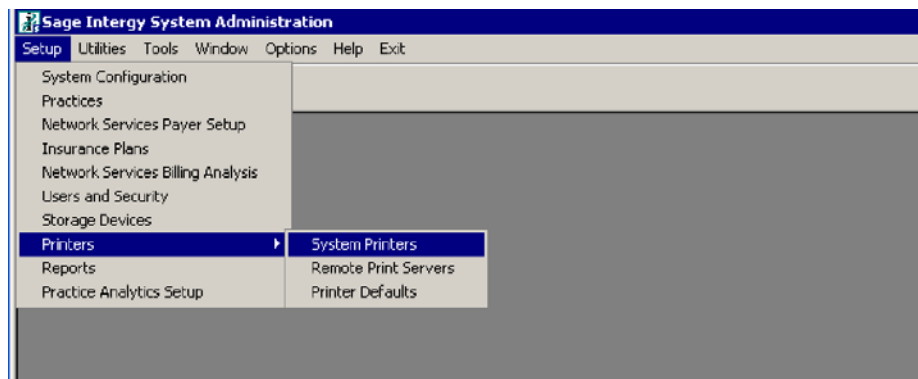 Sage Intergy System Administration
Setup Utilities Tools Window Options Help Exit
System Configuration
Practices
Network Services Payer Setup
Insurance Plans
Network Services Billing Analysis
Users and Security
Storage Devices
Printers
System Printers
Reports
Remote Print Servers
Practice Analytics Setup
Printer Defaults